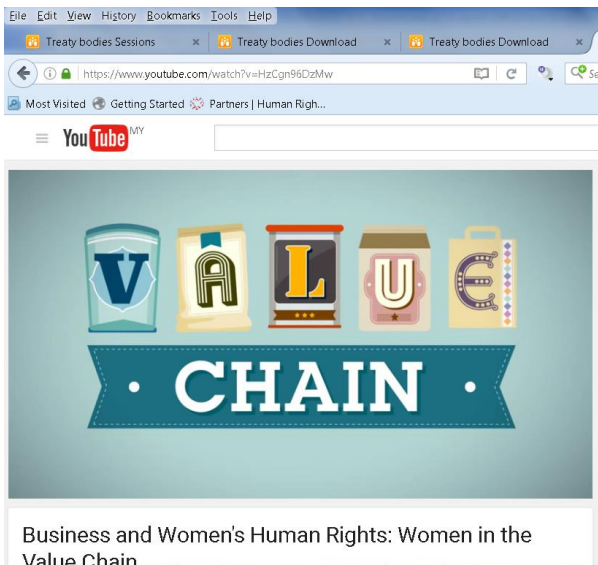 File Edit View History Bookmarks Tools Help
Treaty bodies Sessions × Treaty bodies Download × Treaty bodies Download ×
https://www.youtube.com/watch?v=HzCgn96DzMw
Most Visited Getting Started Partners | Human Righ...
YouTube MY
VALUE
· CHAIN ·
Business and Women's Human Rights: Women in the
Value Chain